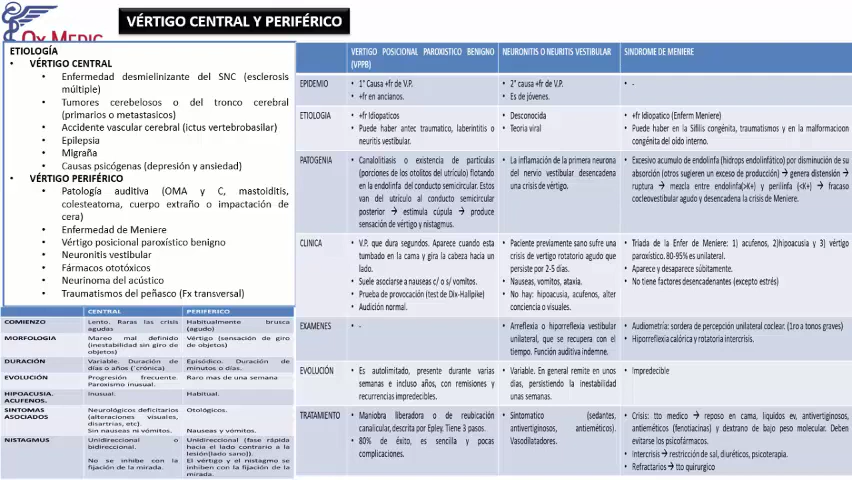 VÉRTIGO CENTRAL Y PERIFÉRICO
Ox Medic
ETIOLOGÍA
• VÉRTIGO CENTRAL
• Enfermedad desmielinizante del SNC (esclerosis
múltiple)
• Tumores cerebelosos o del tronco cerebral
(primarios o metastasicos)
• Accidente vascular cerebral (ictus vertebrobasilar)
• Epilepsia
• Migraña
• Causas psicógenas (depresión y ansiedad)
• VÉRTIGO PERIFÉRICO
• Patología auditiva (OMA y C, mastoiditis,
colesteatoma, cuerpo extraño o impactación de
cera)
• Enfermedad de Meniere
• Vértigo posicional paroxístico benigno
• Neuronitis vestibular
• Fármacos ototóxicos
• Neurinoma del acústico
• Traumatismos del peñasco (Fx transversal)
CENTRAL PERIFERICO
COMIENZO Lento. Raras las crisis agudas Habitualmente brusca (agudo)
MORFOLOGIA Mareo mal definido (inestabilidad sin giro de objetos) Vértigo (sensación de giro de objetos)
DURACIÓN Variable. Duración de días o años (¨crónica) Episódico. Duración de minutos o días.
EVOLUCIÓN Progresión frecuente. Paroxismo inusual. Raro mas de una semana
HIPOACUSIA. ACUFENOS. Inusual. Habitual.
SINTOMAS ASOCIADOS Neurológicos deficitarios (alteraciones visuales, disartrias, etc). Sin nauseas ni vómitos. Otológicos. Nauseas y vómitos.
NISTAGMUS Unidireccional o bidireccional. No se inhibe con la fijación de la mirada. Unidireccional (fase rápida hacia el lado contrario a la lesión(lado sano)). El vértigo y el nistagmo se inhiben con la fijación de la mirada.
VERTIGO POSICIONAL PAROXISTICO BENIGNO (VPPB) NEURONITIS O NEURITIS VESTIBULAR SINDROME DE MENIERE
EPIDEMIO • 1° Causa +fr de V.P. • +fr en ancianos. • 2° causa +fr de V.P. • Es de jóvenes. • -
ETIOLOGIA • +fr Idiopaticos • Puede haber antec traumatico, laberintitis o neuritis vestibular. • Desconocida • Teoria viral • +fr Idiopatico (Enferm Meniere) • Puede haber en la Sífilis congénita, traumatismos y en la malformacion congénita del oido interno.
PATOGENIA • Canalolitiasis o existencia de partículas (porciones de los otolitos del utrículo) flotando en la endolinfa del conducto semicircular. Estos van del utriculo al conducto semicircular posterior → estimula cúpula → produce sensación de vértigo y nistagmus. • La inflamación de la primera neurona del nervio vestibular desencadena una crisis de vértigo. • Excesivo acumulo de endolinfa (hidrops endolinfático) por disminución de su absorción (otros sugieren un exceso de producción) → genera distensión → ruptura → mezcla entre endolinfa(>K+) y perilinfa (<K+) → fracaso cocleovestibular agudo y desencadena la crisis de Meniere.
CLINICA • V.P. que dura segundos. Aparece cuando esta tumbado en la cama y gira la cabeza hacia un lado. • Suele asociarse a nauseas c/ o s/ vomitos. • Prueba de provocación (test de Dix-Hallpike) • Audición normal. • Paciente previamente sano sufre una crisis de vertigo rotatorio agudo que persiste por 2-5 dias. • Nauseas, vomitos, ataxia. • No hay: hipoacusia, acufenos, alter conciencia o visuales. • Triada de la Enfer de Meniere: 1) acufenos, 2)hipoacusia y 3) vértigo paroxístico. 80-95% es unilateral. • Aparece y desaparece súbitamente. • No tiene factores desencadenantes (excepto estrés)
EXAMENES • - • Arreflexia o hiporreflexia vestibular unilateral, que se recupera con el tiempo. Función auditiva indemne. • Audiometria: sordera de percepción unilateral coclear. (1ro a tonos graves) • Hiporreflexia calórica y rotatoria intercrisis.
EVOLUCIÓN • Es autolimitado, presente durante varias semanas e incluso años, con remisiones y recurrencias impredecibles. • Variable. En general remite en unos dias, persistiendo la inestabilidad unas semanas. • Impredecible
TRATAMIENTO • Maniobra liberadora o de reubicación canalicular, descrita por Epley. Tiene 3 pasos. • 80% de éxito, es sencilla y pocas complicaciones. • Sintomatico (sedantes, antivertiginosos, antieméticos). Vasodilatadores. • Crisis: tto medico → reposo en cama, liquidos ev, antivertiginosos, antieméticos (fenotiacinas) y dextrano de bajo peso molecular. Deben evitarse los psicofármacos. • Intercrisis → restricción de sal, diuréticos, psicoterapia. • Refractarios → tto quirurgico